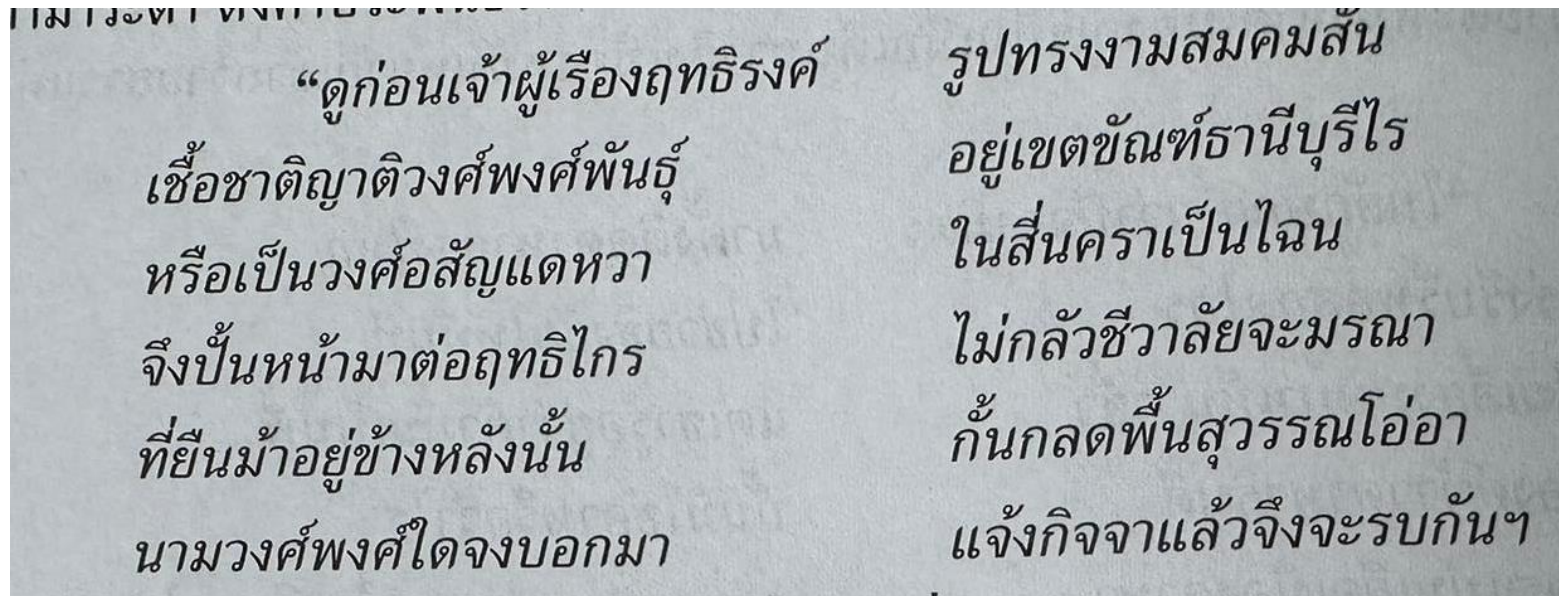 “ดูก่อนเจ้าผู้เรืองฤทธิรงค์ รูปทรงงามสมคมสัน
เชื้อชาติญาติวงศ์พงศ์พันธุ์ อยู่เขตขัณฑ์ธานีบุรีไร
หรือเป็นวงศ์อสัญแดหวา ในสี่นคราเป็นไฉน
จึงปั้นหน้ามาต่อฤทธิไกร ไม่กลัวชีวาลัยจะมรณา
ที่ยืนม้าอยู่ข้างหลังนั้น กั้นกลดพื้นสุวรรณโอ่อา
นามวงศ์พงศ์ใดจงบอกมา แจ้งกิจจาแล้วจึงจะรบกันฯ